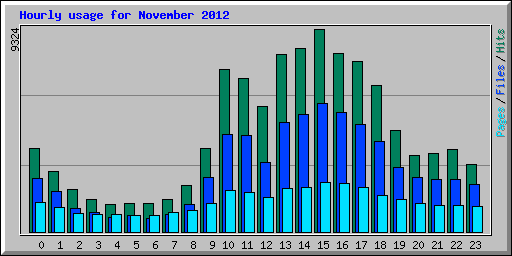 Hourly usage for November 2012
9324
Pages/Files/Hits
0 1 2 3 4 5 6 7 8 9 10 11 12 13 14 15 16 17 18 19 20 21 22 23